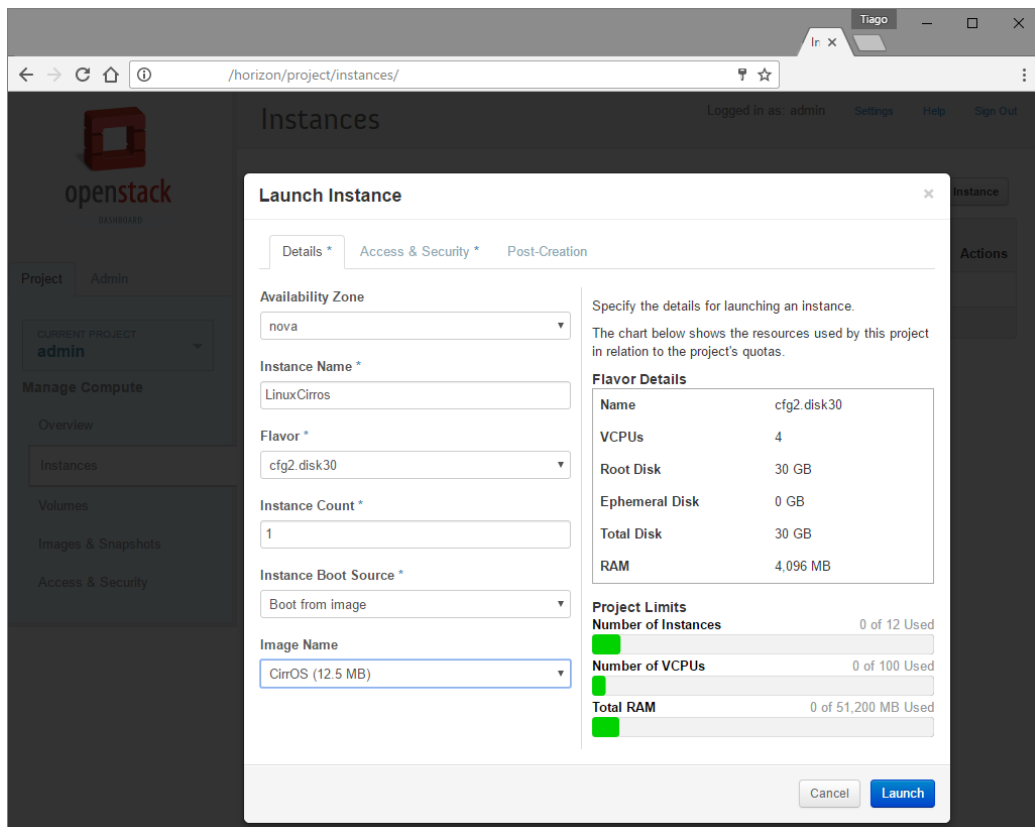 Tiago
In
/horizon/project/instances/
openstack
DASHBOARD
Instances
Logged in as: admin Settings Help Sign Out
Instance
Actions
Project Admin
CURRENT PROJECT
admin
Manage Compute
Overview
Instances
Volumes
Images & Snapshots
Access & Security
Launch Instance ×
Details * Access & Security * Post-Creation
Availability Zone
nova
Instance Name *
LinuxCirros
Flavor *
cfg2.disk30
Instance Count *
1
Instance Boot Source *
Boot from image
Image Name
CirrOS (12.5 MB)
Specify the details for launching an instance.
The chart below shows the resources used by this project
in relation to the project's quotas.
Flavor Details
Name cfg2.disk30
VCPUs 4
Root Disk 30 GB
Ephemeral Disk 0 GB
Total Disk 30 GB
RAM 4,096 MB
Project Limits
Number of Instances 0 of 12 Used
Number of VCPUs 0 of 100 Used
Total RAM 0 of 51,200 MB Used
Cancel Launch